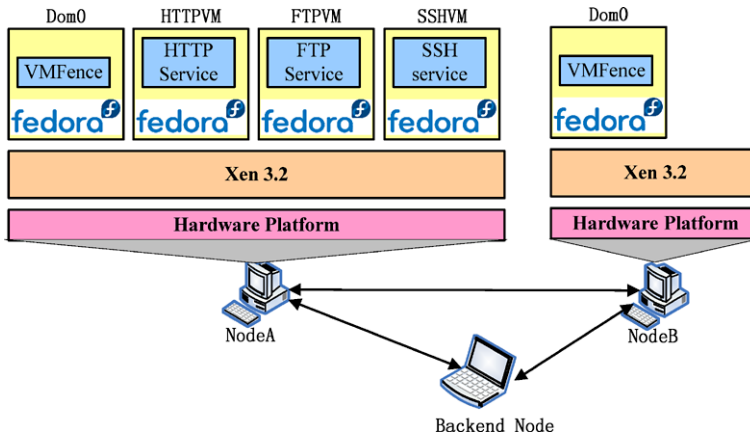 Dom0 HTTPVM FTPVM SSHVM Dom0
VMFence
HTTP
Service
FTP
Service
SSH
service
VMFence
fedora fedora fedora fedora fedora
Xen 3.2 Xen 3.2
Hardware Platform Hardware Platform
NodeA NodeB
Backend Node